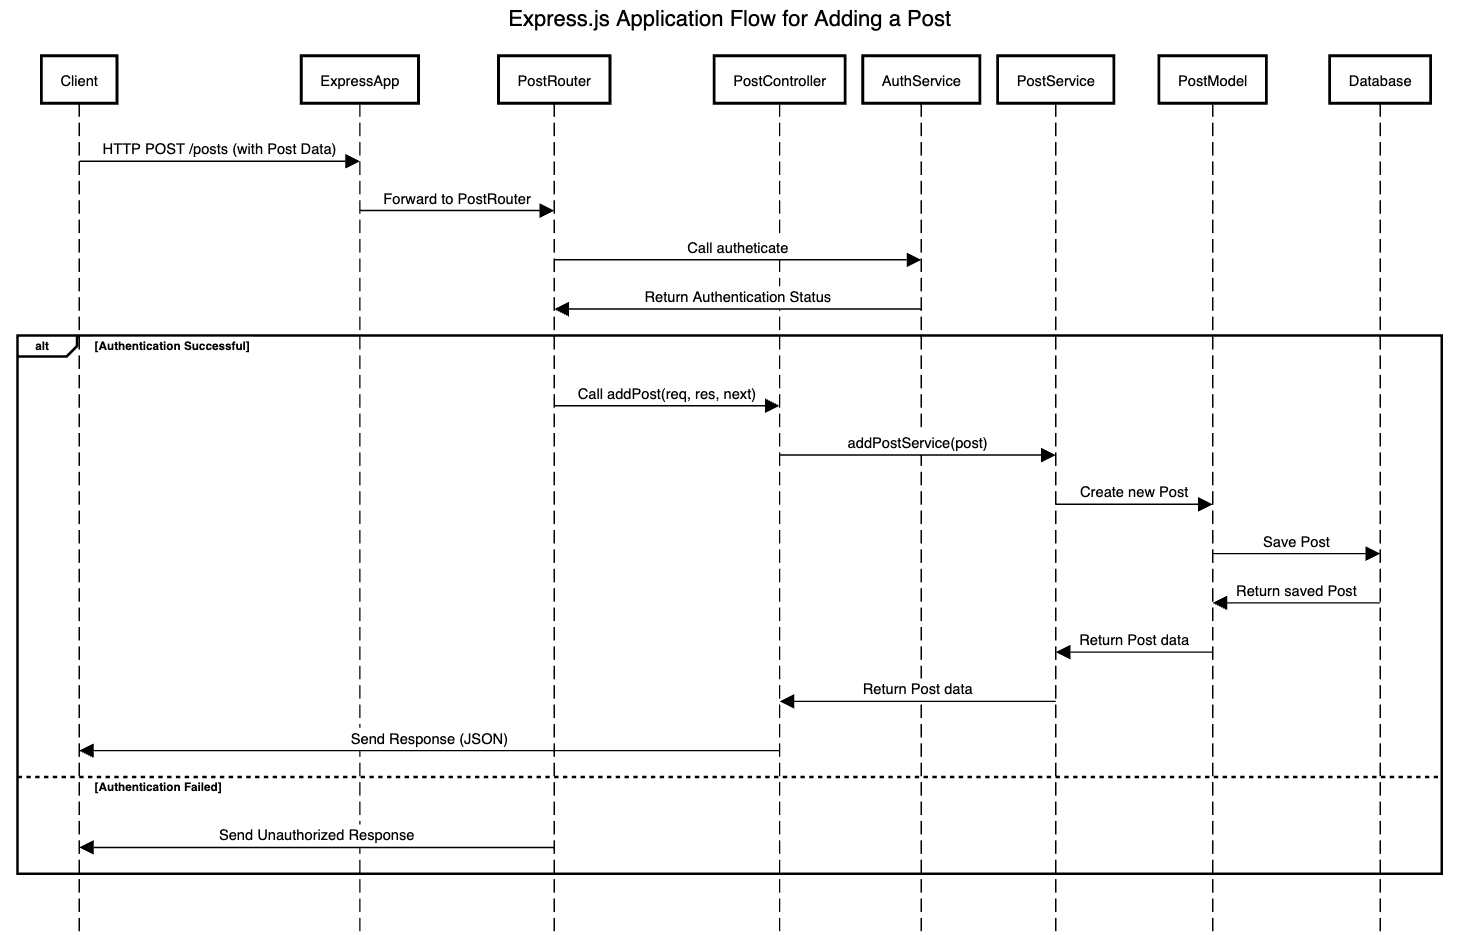 Express.js Application Flow for Adding a Post
Client
ExpressApp
PostRouter
PostController
AuthService
PostService
PostModel
Database
HTTP POST /posts (with Post Data)
Forward to PostRouter
Call autheticate
Return Authentication Status
alt
[Authentication Successful]
Call addPost(req, res, next)
addPostService(post)
Create new Post
Save Post
Return saved Post
Return Post data
Return Post data
Send Response (JSON)
[Authentication Failed]
Send Unauthorized Response